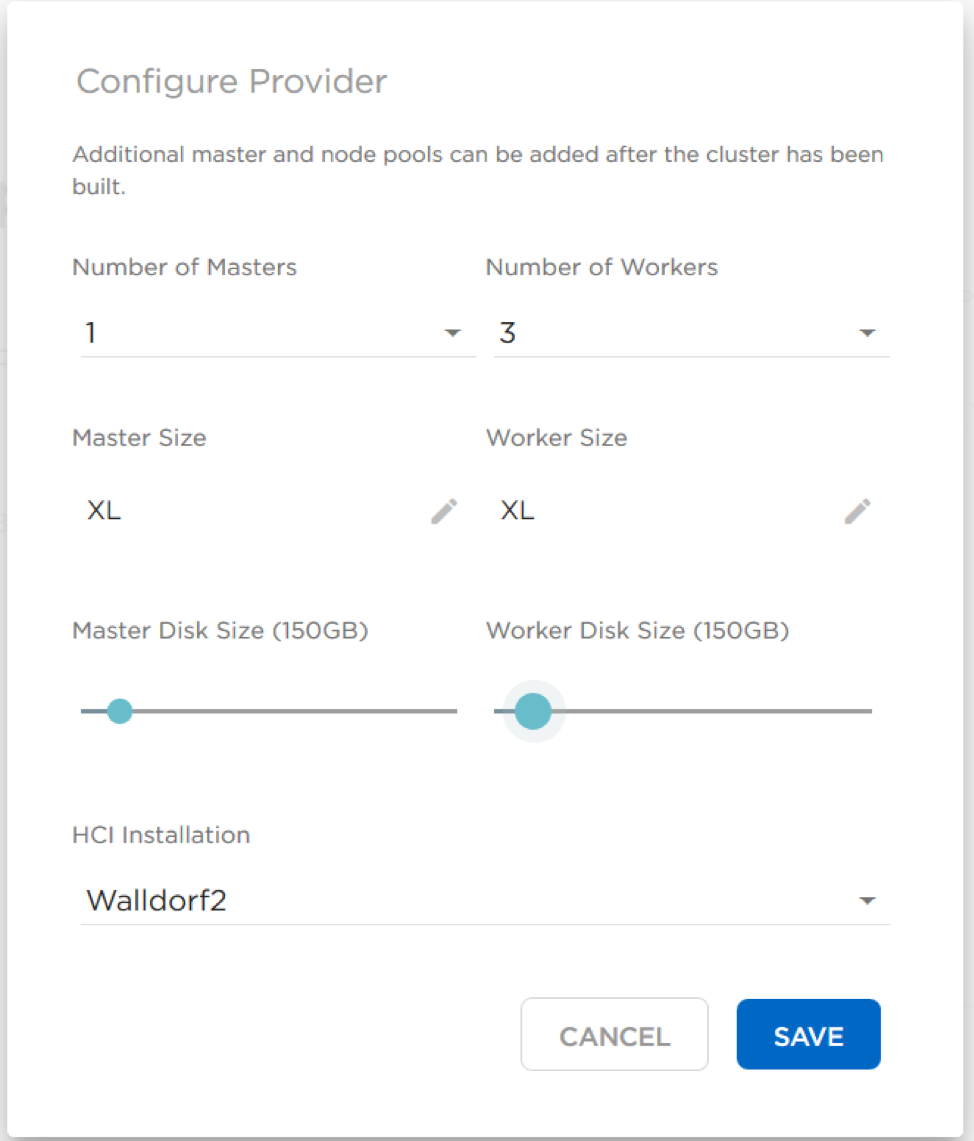 Configure Provider
Additional master and node pools can be added after the cluster has been
built.
Number of Masters
Number of Workers
1
3
Master Size
Worker Size
XL
XL
Master Disk Size (150GB)
Worker Disk Size (150GB)
HCI Installation
Walldorf2
CANCEL
SAVE